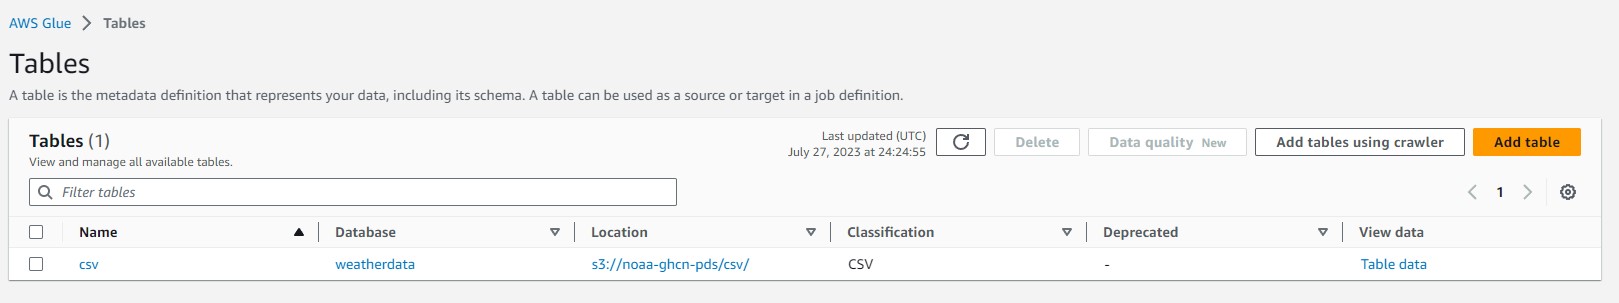 AWS Glue > Tables
Tables
A table is the metadata definition that represents your data, including its schema. A table can be used as a source or target in a job definition.
Tables (1)
View and manage all available tables.
Last updated (UTC)
July 27, 2023 at 24:24:55
Delete
Data quality New
Add tables using crawler
Add table
Filter tables
1
Name Database Location Classification Deprecated View data
csv weatherdata s3://noaa-ghcn-pds/csv/ CSV - Table data